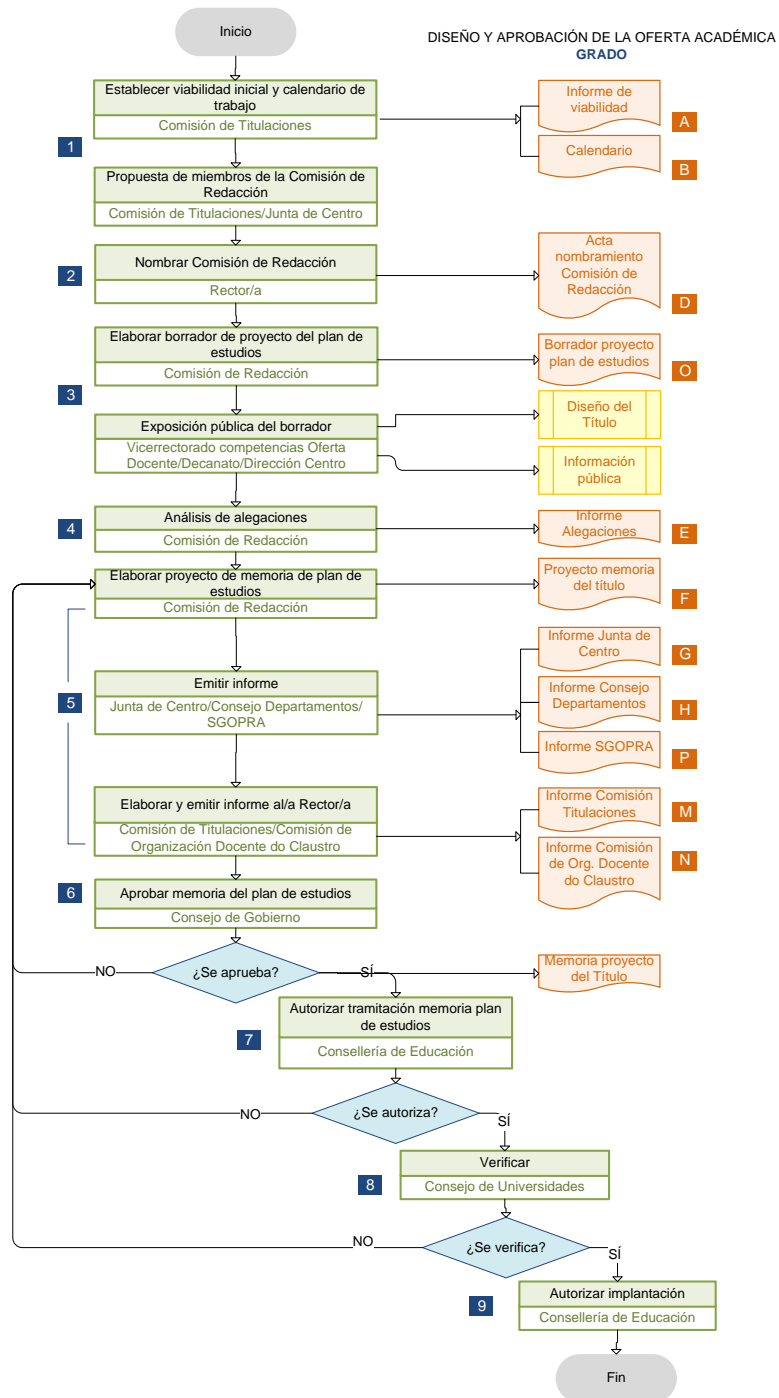 Inicio
DISEÑO Y APROBACIÓN DE LA OFERTA ACADÉMICA
GRADO
Establecer viabilidad inicial y calendario de
trabajo
Comisión de Titulaciones
Informe de
viabilidad
A
Calendario
B
1
Propuesta de miembros de la Comisión de
Redacción
Comisión de Titulaciones/Junta de Centro
2
Nombrar Comisión de Redacción
Rector/a
Acta
nombramiento
Comisión de
Redacción
D
Elaborar borrador de proyecto del plan de
estudios
Comisión de Redacción
Borrador proyecto
plan de estudios
O
3
Exposición pública del borrador
Vicerrectorado competencias Oferta
Docente/Decanato/Dirección Centro
Diseño del
Título
Información
pública
4
Análisis de alegaciones
Comisión de Redacción
Informe
Alegaciones
E
Elaborar proyecto de memoria de plan de
estudios
Comisión de Redacción
Proyecto memoria
del título
F
5
Emitir informe
Junta de Centro/Consejo Departamentos/
SGOPRA
Informe Junta de
Centro
G
Informe Consejo
Departamentos
H
Informe SGOPRA
P
Elaborar y emitir informe al/a Rector/a
Comisión de Titulaciones/Comisión de
Organización Docente do Claustro
Informe Comisión
Titulaciones
M
Informe Comisión
de Org. Docente
do Claustro
N
6
Aprobar memoria del plan de estudios
Consejo de Gobierno
NO
¿Se aprueba?
SÍ
Memoria proyecto
del Título
7
Autorizar tramitación memoria plan
de estudios
Consellería de Educación
NO
¿Se autoriza?
SÍ
8
Verificar
Consejo de Universidades
NO
¿Se verifica?
SÍ
9
Autorizar implantación
Consellería de Educación
Fin